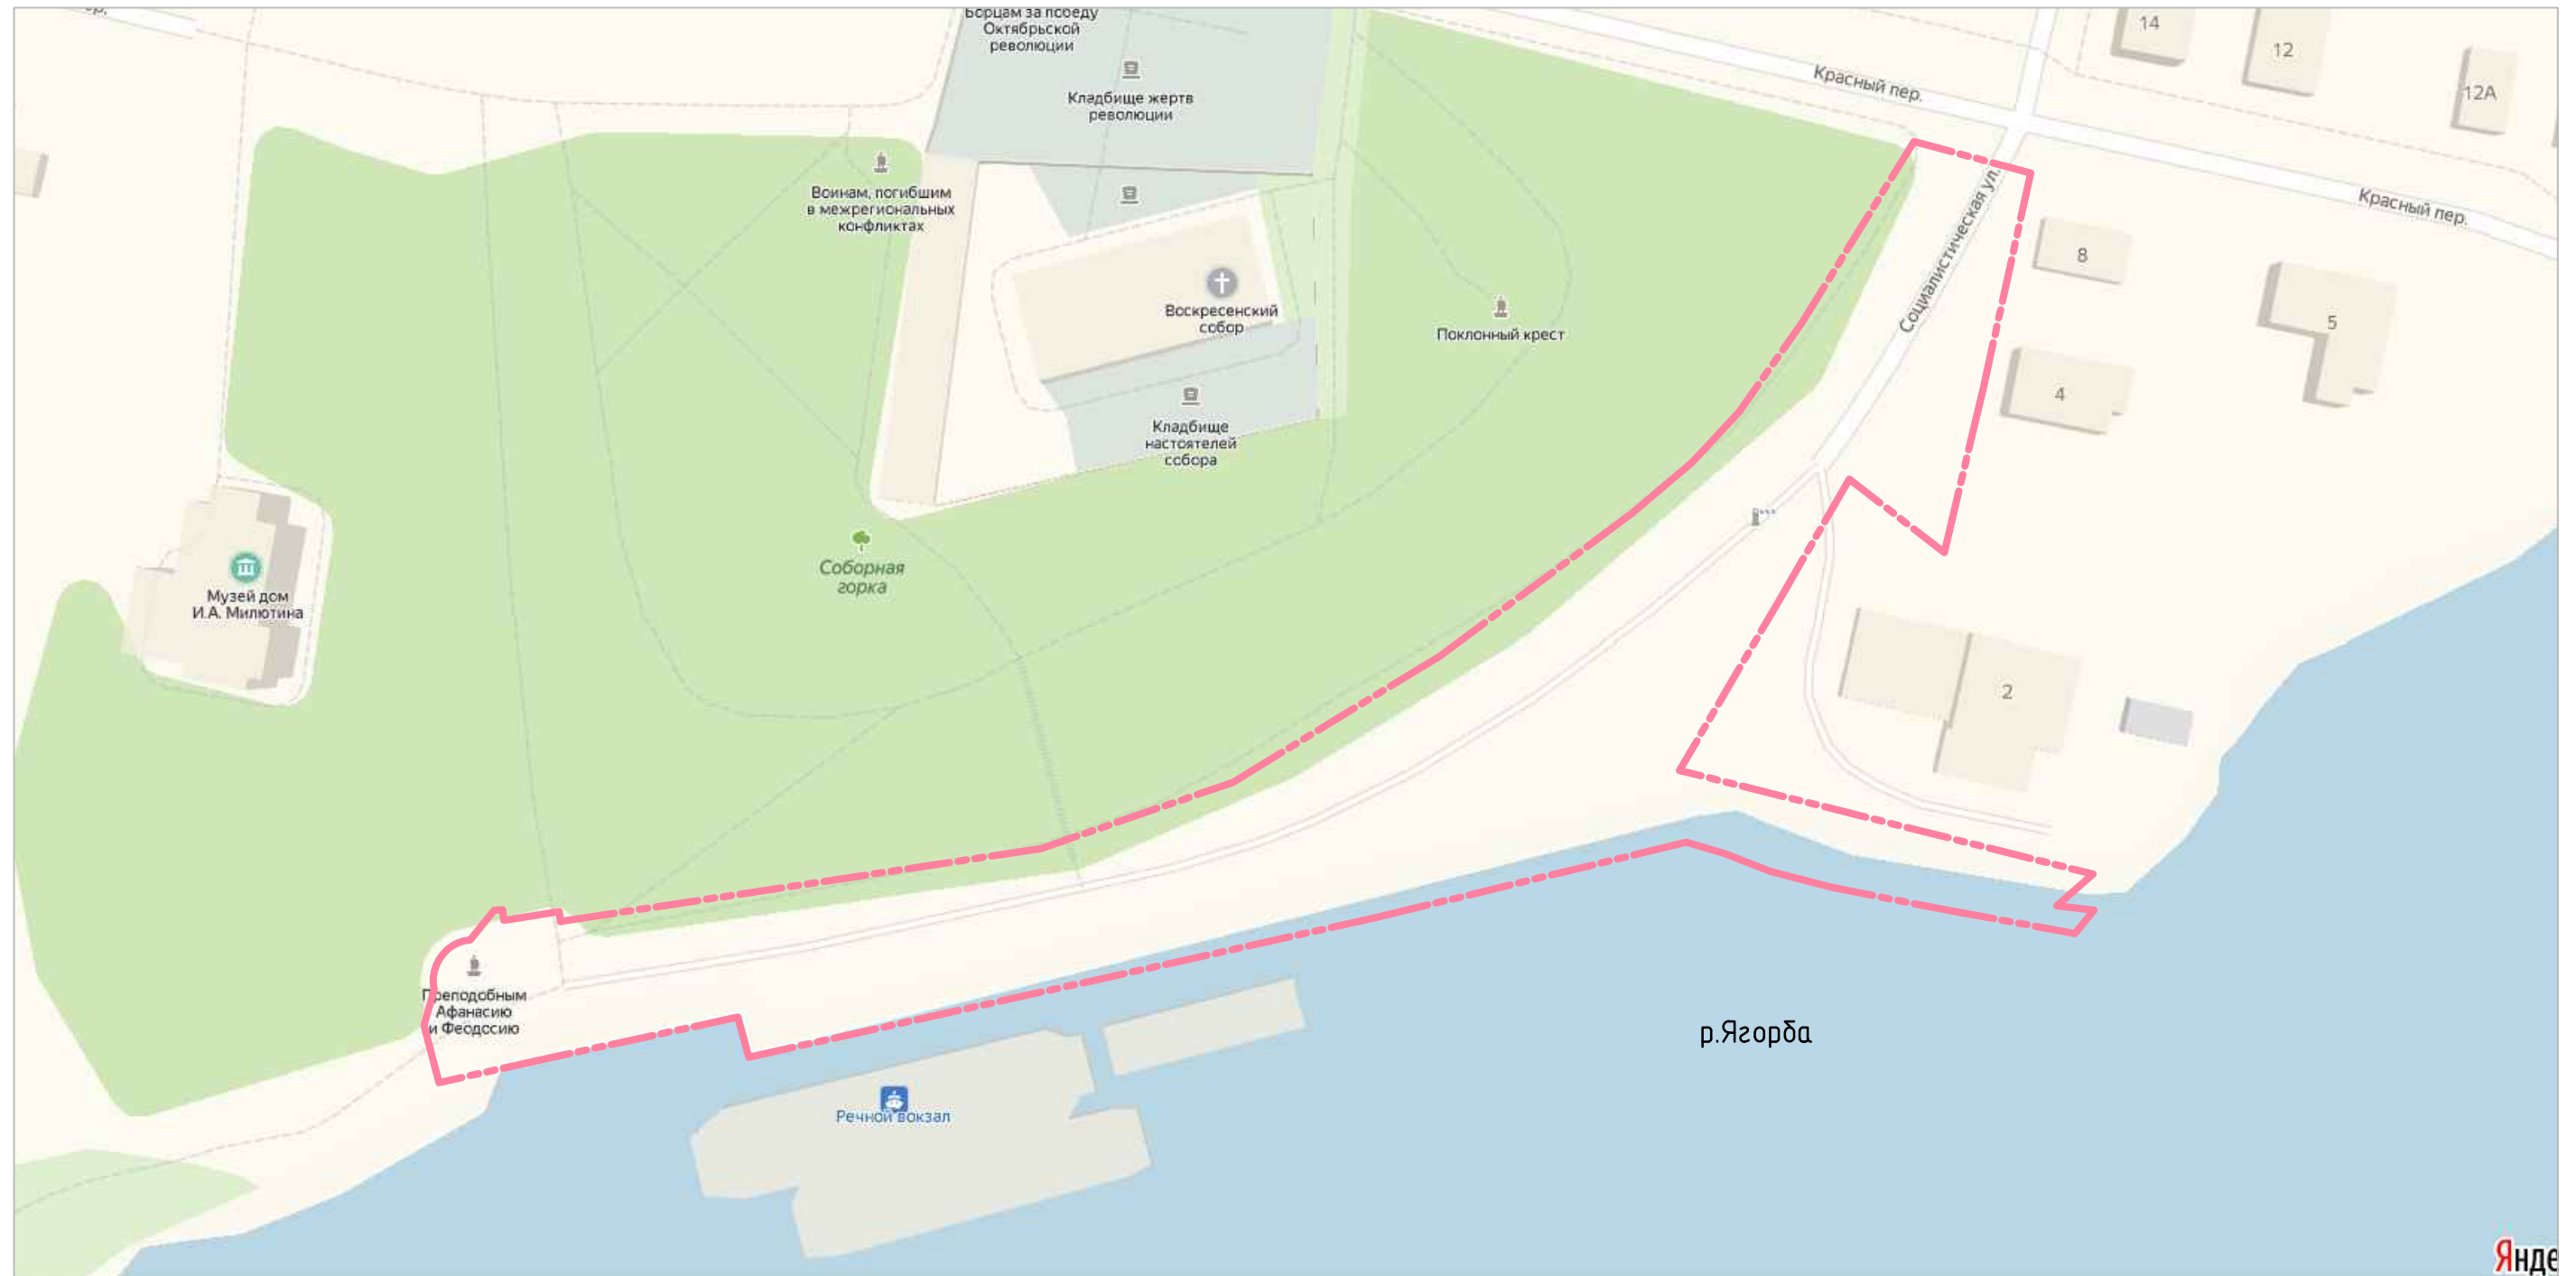 Борцам за победу
Октябрьской
революции
14
12
12А
Красный пер.
Кладбище жертв
революции
Воинам, погибшим
в межрегиональных
конфликтах
Социалистическая ул.
Красный пер.
8
Воскресенский
собор
Поклонный крест
5
4
Кладбище
настоятелей
собора
Соборная
горка
Музей дом
И.А. Милютина
2
Преподобным
Афанасию
и Феодосию
р.Ягорба
Речной вокзал
Янде